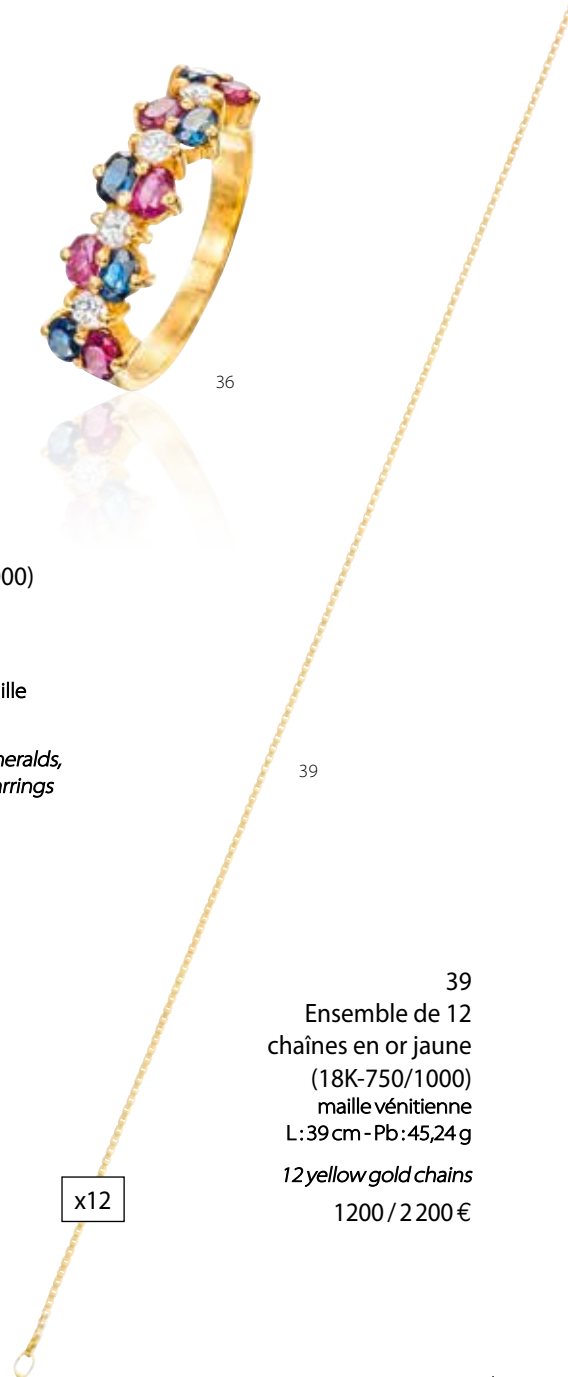 36
00)
ille
neralds,
rrings
39
39
Ensemble de 12
chaînes en or jaune
(18K-750/1000)
maille vénitienne
L : 39 cm - Pb : 45,24 g
12 yellow gold chains
1200 / 2 200 €
x12